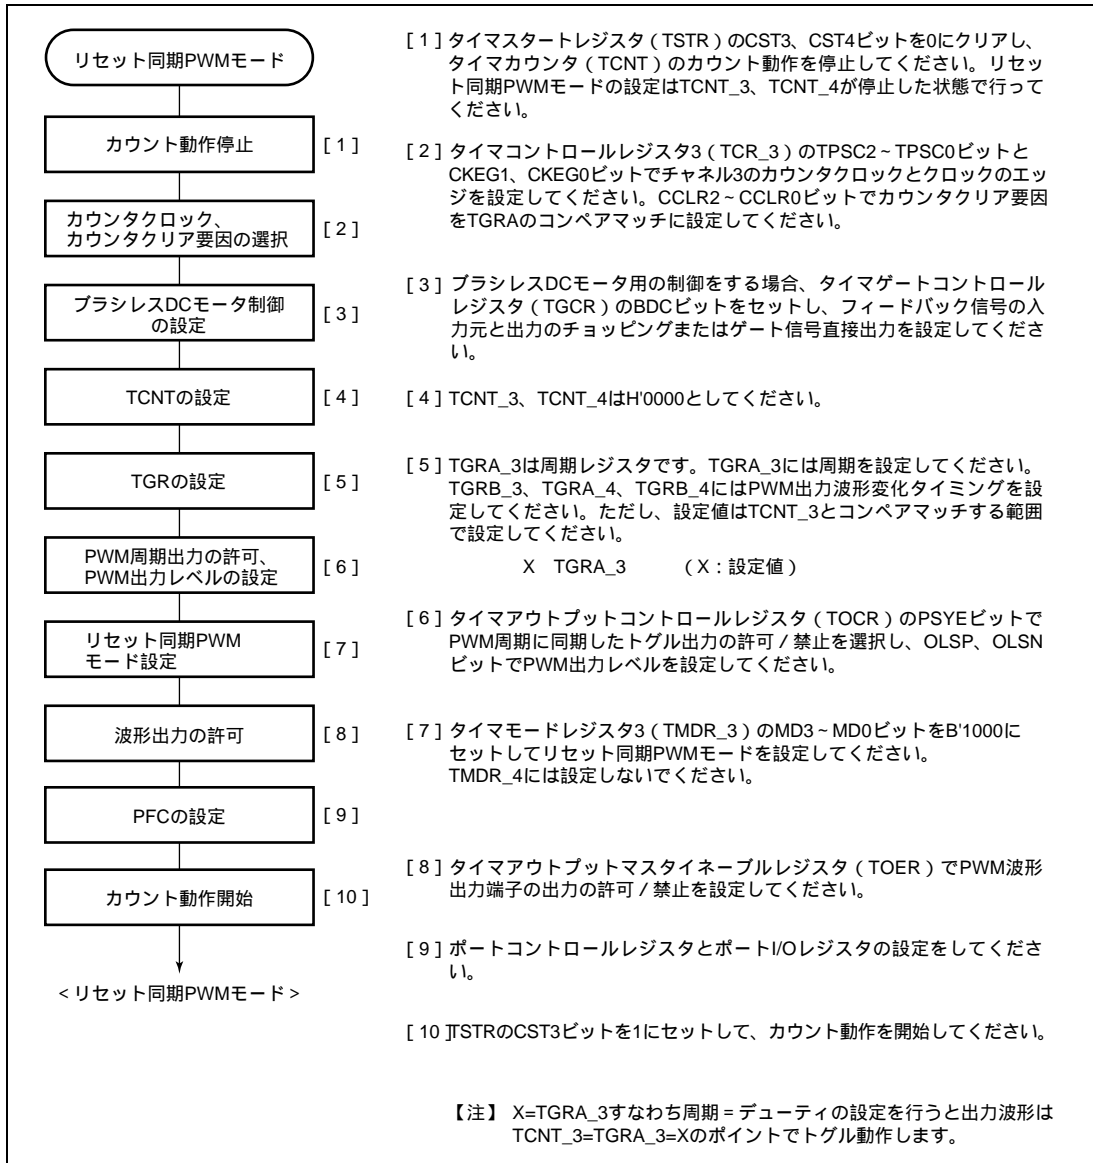 リセット同期PWMモード
カウント動作停止
[ 1 ]
カウンタクロック、
カウンタクリア要因の選択
[ 2 ]
ブラシレスDCモータ制御
の設定
[ 3 ]
TCNTの設定
[ 4 ]
TGRの設定
[ 5 ]
PWM周期出力の許可、
PWM出力レベルの設定
[ 6 ]
リセット同期PWM
モード設定
[ 7 ]
波形出力の許可
[ 8 ]
PFCの設定
[ 9 ]
カウント動作開始
[ 10 ]
<リセット同期PWMモード>
[ 1 ] タイマスタートレジスタ(TSTR)のCST3、CST4ビットを0にクリアし、
タイマカウンタ(TCNT)のカウント動作を停止してください。リセッ
ト同期PWMモードの設定はTCNT_3、TCNT_4が停止した状態で行って
ください。
[ 2 ] タイマコントロールレジスタ3(TCR_3)のTPSC2~TPSC0ビットと
CKEG1、CKEG0ビットでチャネル3のカウンタクロックとクロックのエッ
ジを設定してください。CCLR2~CCLR0ビットでカウンタクリア要因
をTGRAのコンペアマッチに設定してください。
[ 3 ] ブラシレスDCモータ用の制御をする場合、タイマゲートコントロール
レジスタ(TGCR)のBDCビットをセットし、フィードバック信号の入
力元と出力のチョッピングまたはゲート信号直接出力を設定してくださ
い。
[ 4 ] TCNT_3、TCNT_4はH'0000としてください。
[ 5 ] TGRA_3は周期レジスタです。TGRA_3には周期を設定してください。
TGRB_3、TGRA_4、TGRB_4にはPWM出力波形変化タイミングを設
定してください。ただし、設定値はTCNT_3とコンペアマッチする範囲
で設定してください。
X TGRA_3 (X:設定値)
[ 6 ] タイマアウトプットコントロールレジスタ(TOCR)のPSYEビットで
PWM周期に同期したトグル出力の許可/禁止を選択し、OLSP、OLSN
ビットでPWM出力レベルを設定してください。
[ 7 ] タイマモードレジスタ3(TMDR_3)のMD3~MD0ビットをB'1000に
セットしてリセット同期PWMモードを設定してください。
TMDR_4には設定しないでください。
[ 8 ] タイマアウトプットマスタイネーブルレジスタ(TOER)でPWM波形
出力端子の出力の許可/禁止を設定してください。
[ 9 ] ポートコントロールレジスタとポートI/Oレジスタの設定をしてくださ
い。
[ 10 ]TSTRのCST3ビットを1にセットして、カウント動作を開始してください。
【注】 X=TGRA_3すなわち周期=デューティの設定を行うと出力波形は
TCNT_3=TGRA_3=Xのポイントでトグル動作します。